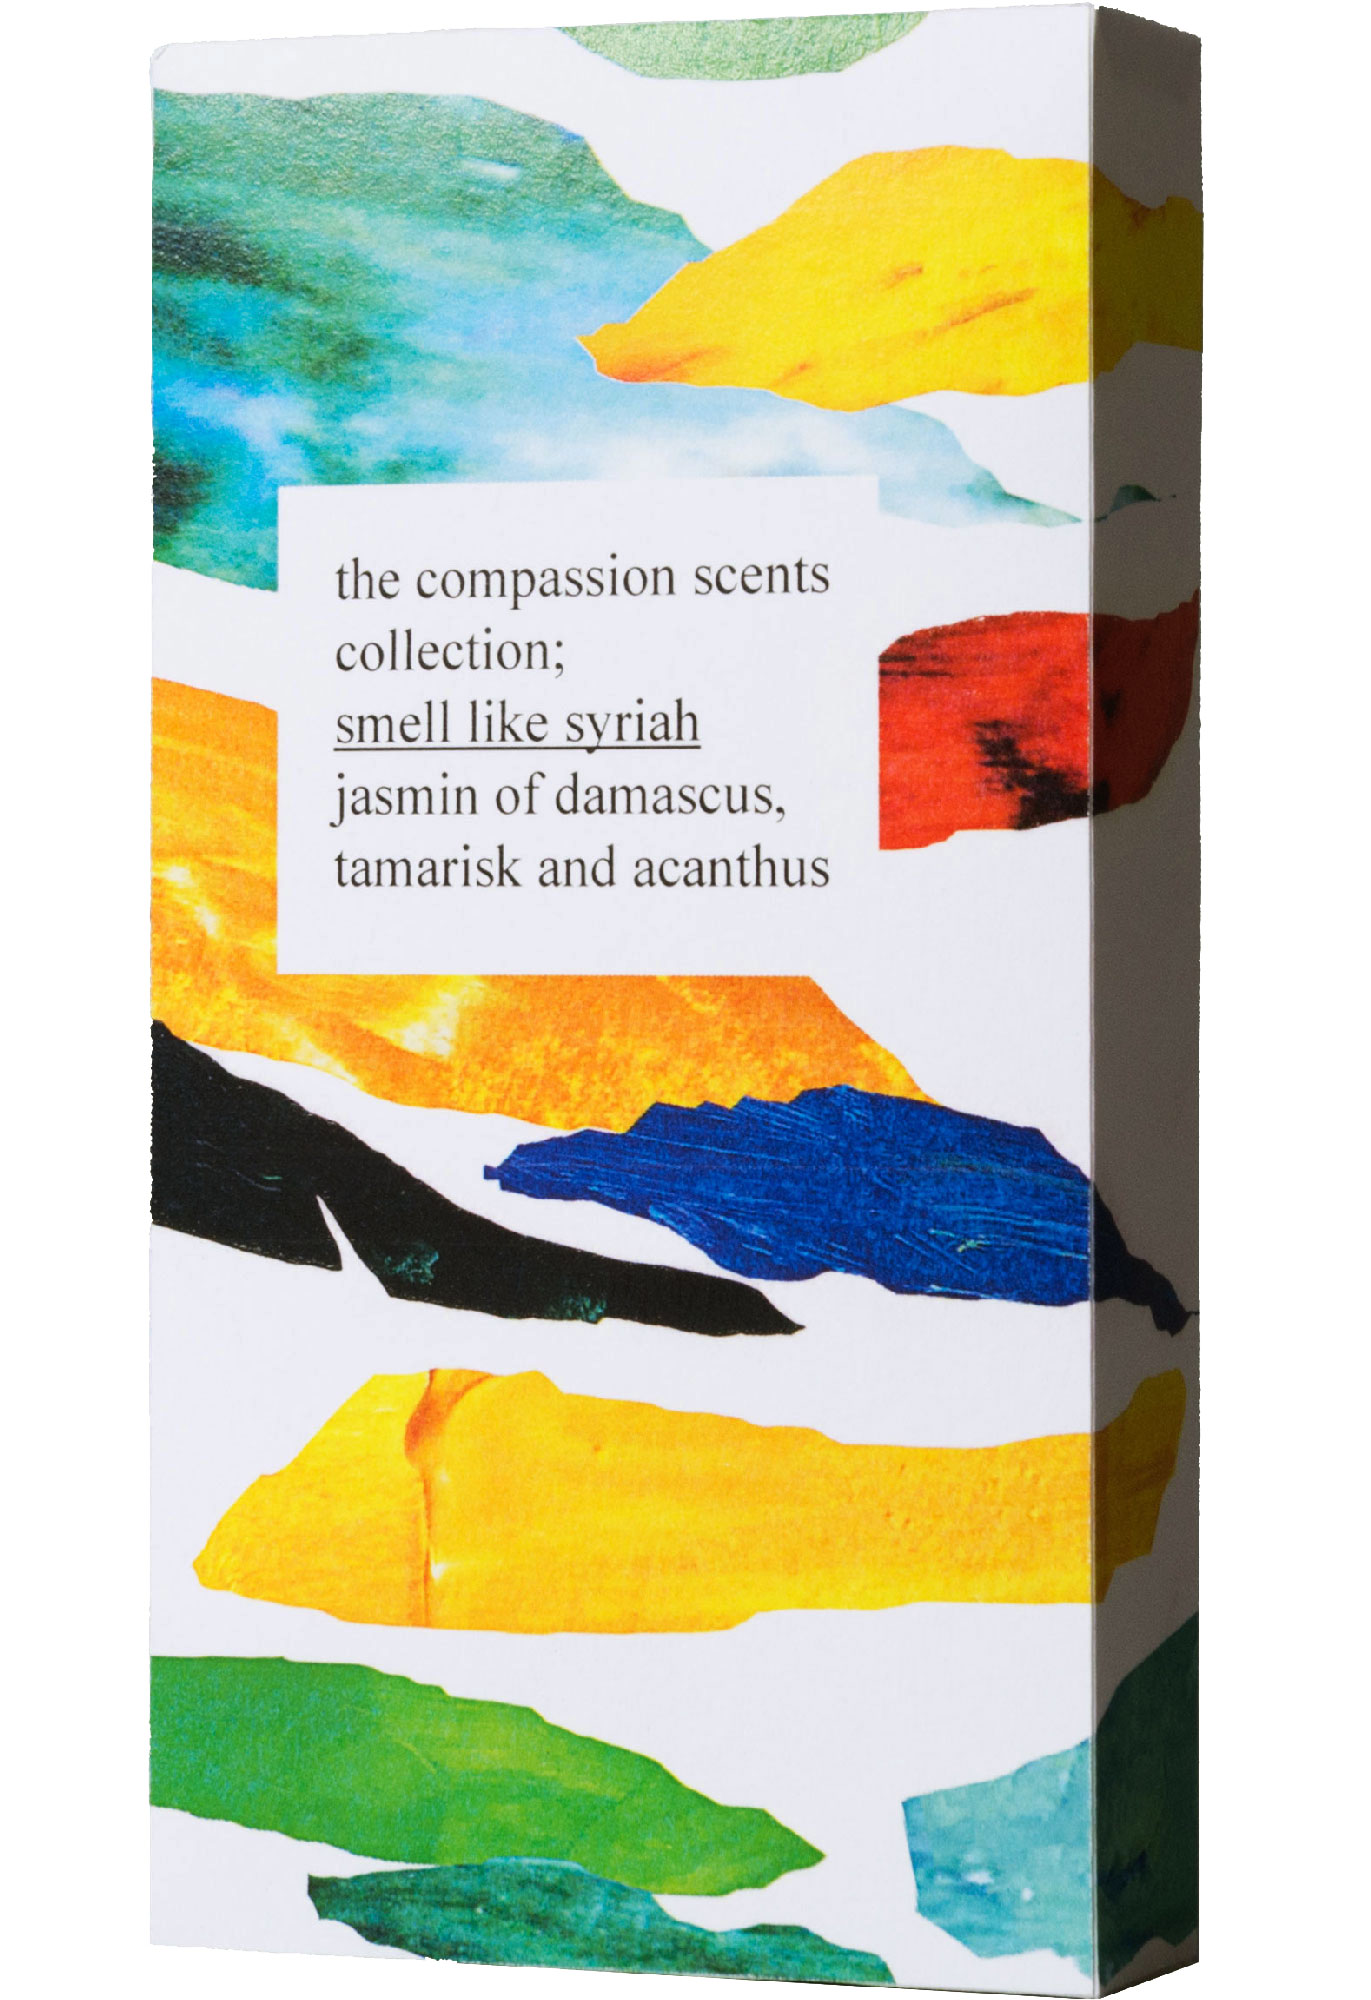 the compassion scents
collection;
smell like syriah
jasmin of damascus,
tamarisk and acanthus